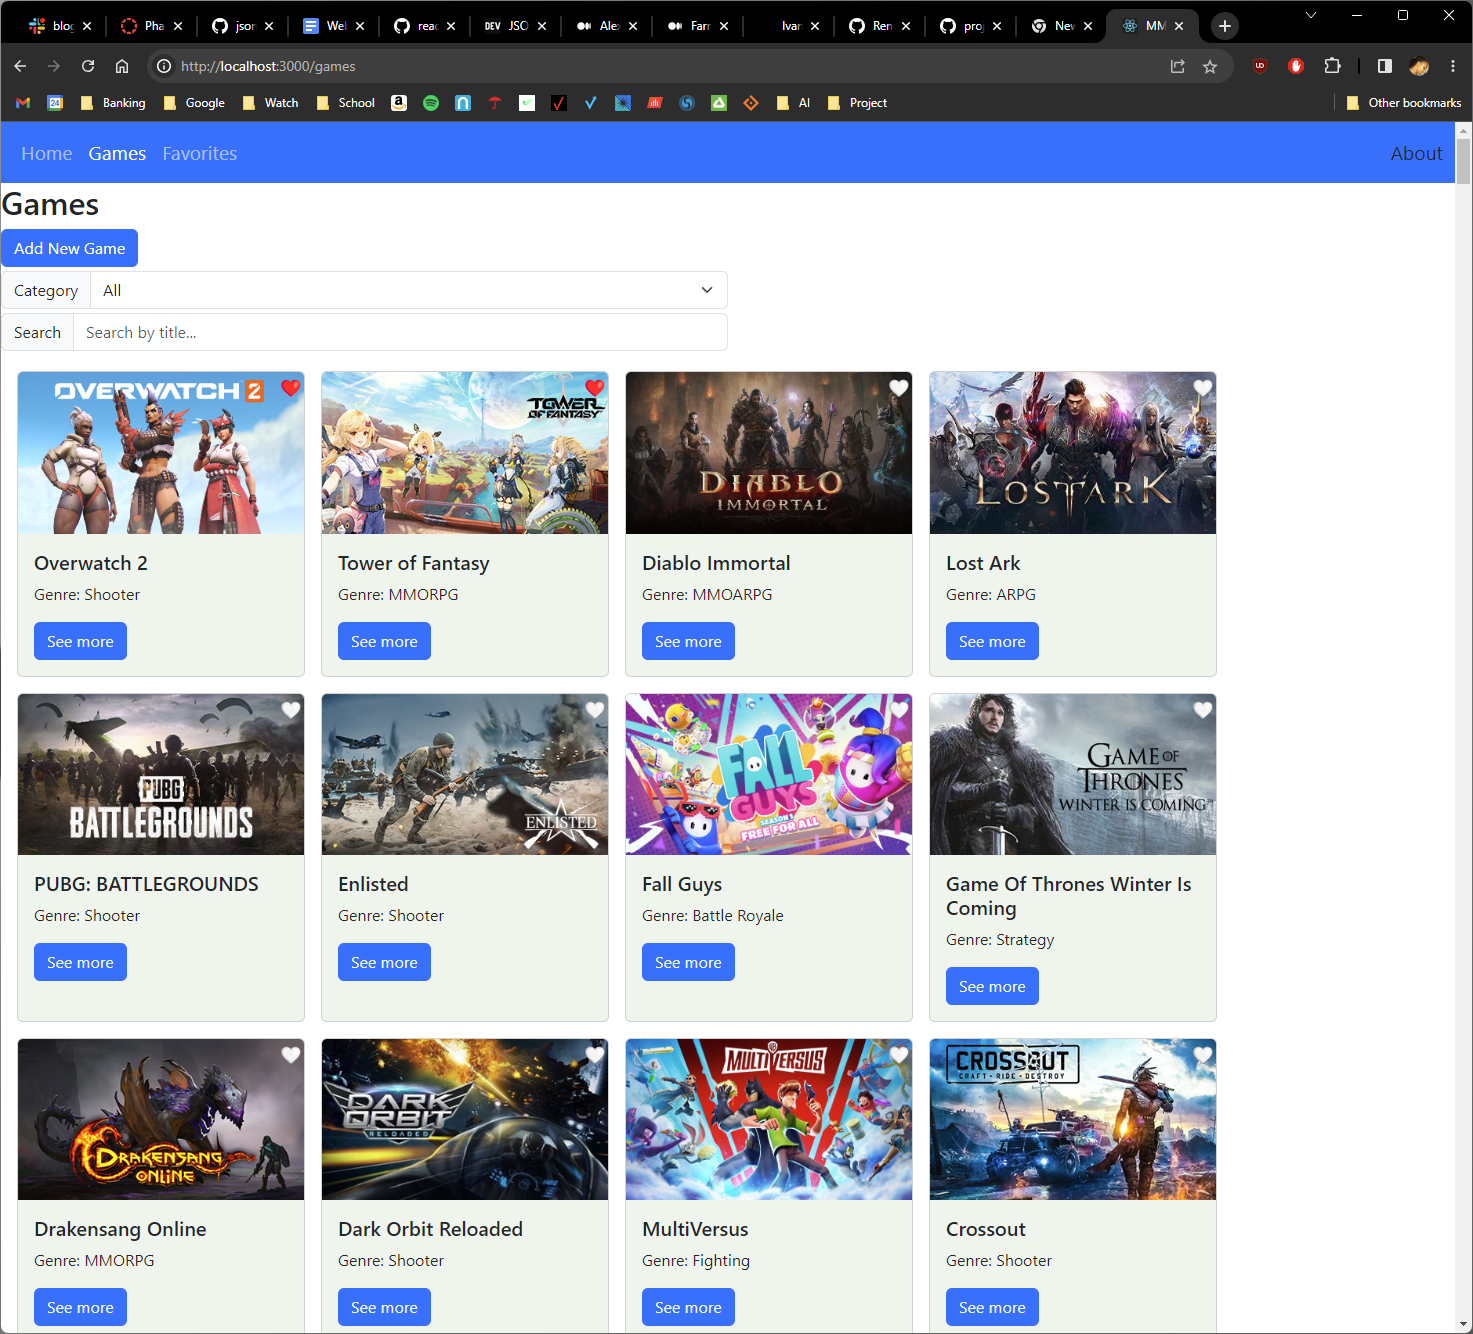 blog
Pha
json
Web
reac
DEV JSO
Alex
Farr
Ivan
Ren
proj
New
MM
http://localhost:3000/games
24
Banking
Google
Watch
School
AI
Project
Other bookmarks
Home
Games
Favorites
About
Games
Add New Game
Category
All
Search
Search by title...
OVERWATCH 2
TOWER
OF FANTASY
DIABLO
IMMORTAL
LOST ARK
Overwatch 2
Genre: Shooter
See more
Tower of Fantasy
Genre: MMORPG
See more
Diablo Immortal
Genre: MMOARPG
See more
Lost Ark
Genre: ARPG
See more
PUBG
BATTLEGROUNDS
ENLISTED
FALL
GUYS
SEASON 1
FREE FOR ALL
GAME OF
THRONES
WINTER IS COMING
PUBG: BATTLEGROUNDS
Genre: Shooter
See more
Enlisted
Genre: Shooter
See more
Fall Guys
Genre: Battle Royale
See more
Game Of Thrones Winter Is
Coming
Genre: Strategy
See more
DRAKENSANG
ONLINE
DARK
ORBIT
RELOADED
MULTIVERSUS
CROSSOUT
CRAFT • RIDE • DESTROY
Drakensang Online
Genre: MMORPG
See more
Dark Orbit Reloaded
Genre: Shooter
See more
MultiVersus
Genre: Fighting
See more
Crossout
Genre: Shooter
See more